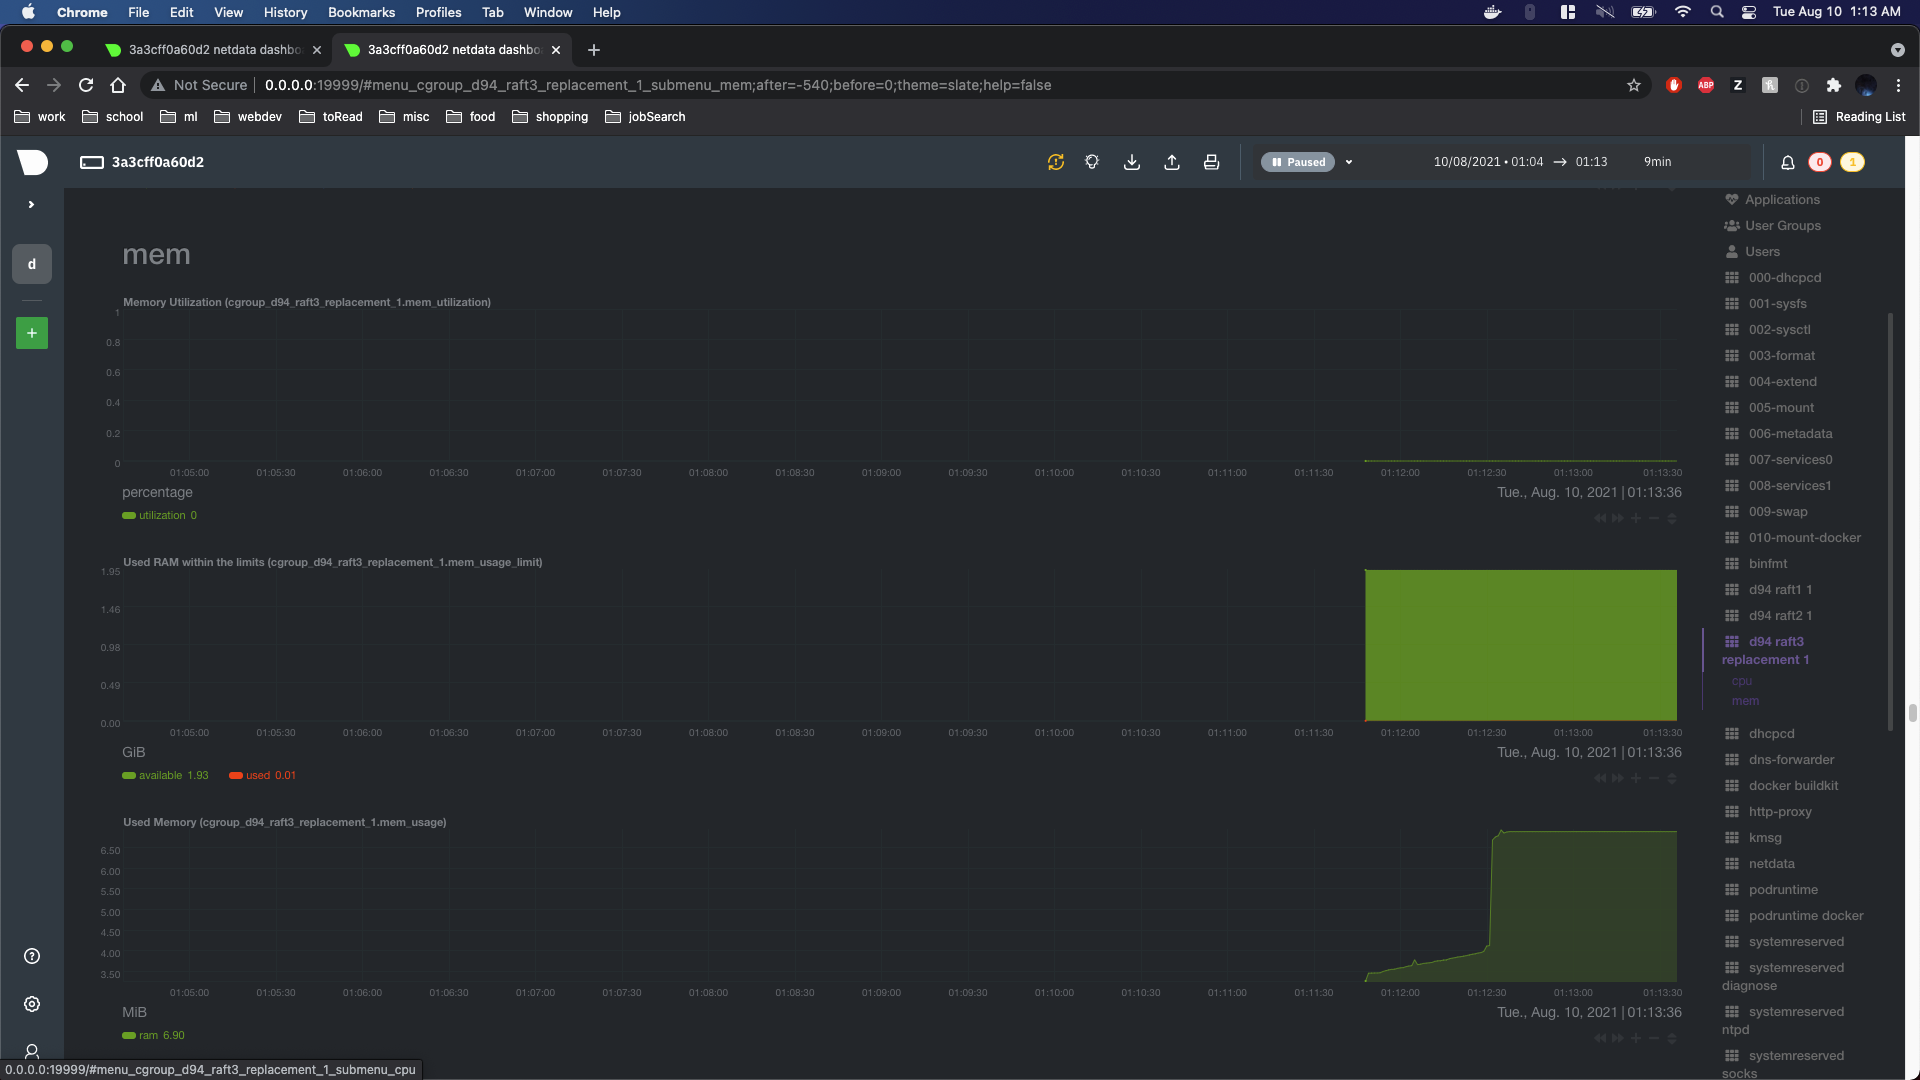 Chrome File Edit View History Bookmarks Profiles Tab Window Help Tue Aug 10 1:13 AM
3a3cff0a60d2 netdata dashbo 3a3cff0a60d2 netdata dashbo
Not Secure 0.0.0.0:19999/#menu_cgroup_d94_raft3_replacement_1_submenu_mem;after=-540;before=0;theme=slate;help=false ABP Z
work school ml webdev toRead misc food shopping jobSearch Reading List
3a3cff0a60d2 Paused 10/08/2021 • 01:04 → 01:13 9min 0 1
d
+
mem
Memory Utilization (cgroup_d94_raft3_replacement_1.mem_utilization)
1
0.8
0.6
0.4
0.2
0
01:05:00 01:05:30 01:06:00 01:06:30 01:07:00 01:07:30 01:08:00 01:08:30 01:09:00 01:09:30 01:10:00 01:10:30 01:11:00 01:11:30 01:12:00 01:12:30 01:13:00 01:13:30
percentage Tue., Aug. 10, 2021 | 01:13:36
utilization 0
Used RAM within the limits (cgroup_d94_raft3_replacement_1.mem_usage_limit)
1.95
1.46
0.98
0.49
0.00
01:05:00 01:05:30 01:06:00 01:06:30 01:07:00 01:07:30 01:08:00 01:08:30 01:09:00 01:09:30 01:10:00 01:10:30 01:11:00 01:11:30 01:12:00 01:12:30 01:13:00 01:13:30
GiB Tue., Aug. 10, 2021 | 01:13:36
available 1.93 used 0.01
Used Memory (cgroup_d94_raft3_replacement_1.mem_usage)
6.50
6.00
5.50
5.00
4.50
4.00
3.50
01:05:00 01:05:30 01:06:00 01:06:30 01:07:00 01:07:30 01:08:00 01:08:30 01:09:00 01:09:30 01:10:00 01:10:30 01:11:00 01:11:30 01:12:00 01:12:30 01:13:00 01:13:30
MiB Tue., Aug. 10, 2021 | 01:13:36
ram 6.90
Applications
User Groups
Users
000-dhcpcd
001-sysfs
002-sysctl
003-format
004-extend
005-mount
006-metadata
007-services0
008-services1
009-swap
010-mount-docker
binfmt
d94 raft1 1
d94 raft2 1
d94 raft3
replacement 1
cpu
mem
dhcpcd
dns-forwarder
docker buildkit
http-proxy
kmsg
netdata
podruntime
podruntime docker
systemreserved
systemreserved
diagnose
systemreserved
ntpd
systemreserved
socks
0.0.0.0:19999/#menu_cgroup_d94_raft3_replacement_1_submenu_cpu